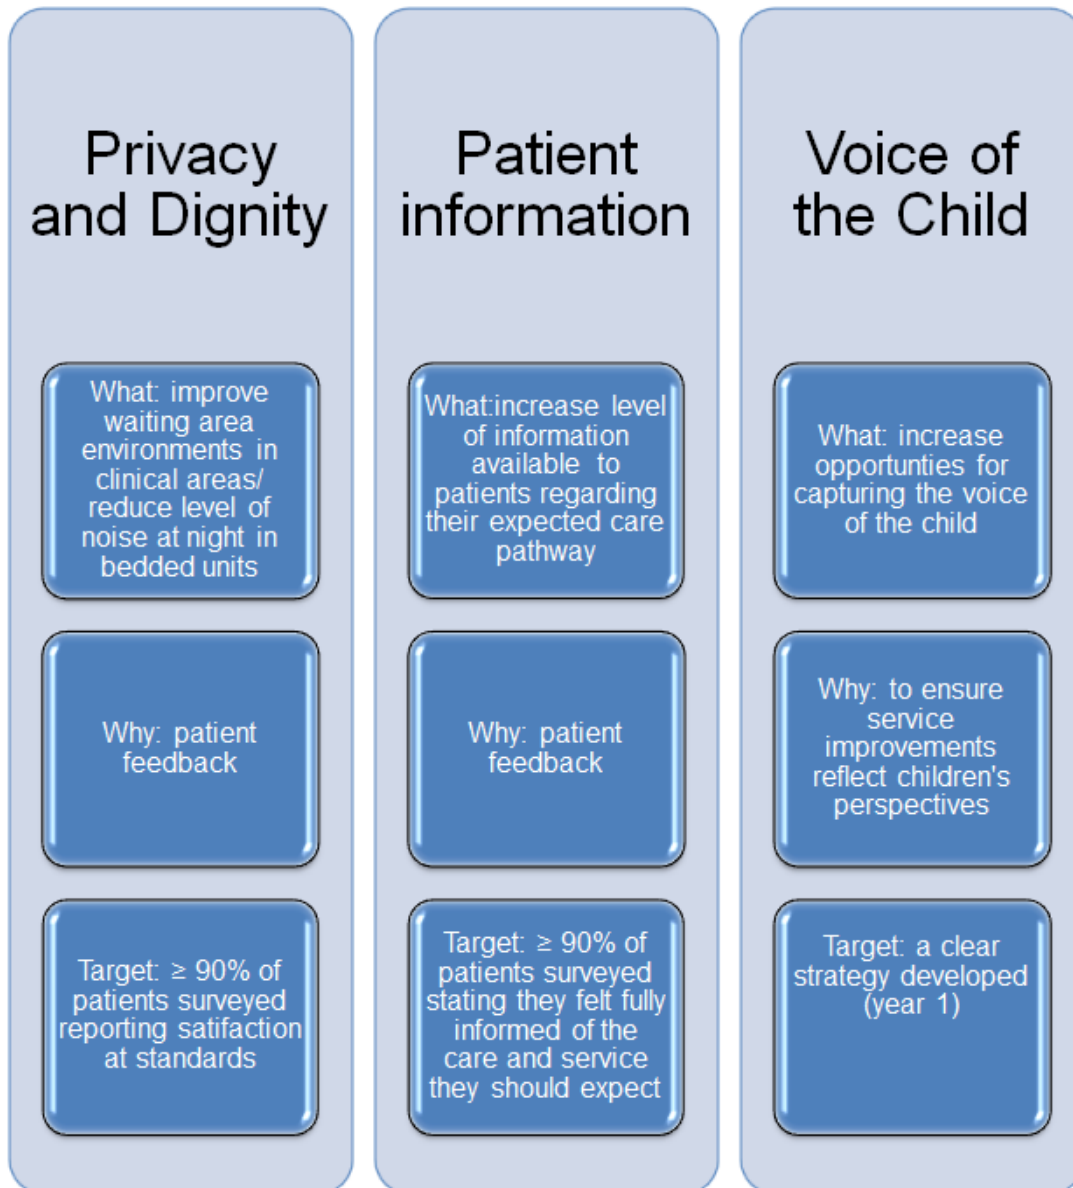 Privacy
and Dignity
What: improve
waiting area
environments in
clinical areas/
reduce level of
noise at night in
bedded units
Why: patient
feedback
Target: ≥ 90% of
patients surveyed
reporting satifaction
at standards
Patient
information
What:increase level
of information
available to
patients regarding
their expected care
pathway
Why: patient
feedback
Target: ≥ 90% of
patients surveyed
stating they felt fully
informed of the
care and service
they should expect
Voice of
the Child
What: increase
opportunties for
capturing the voice
of the child
Why: to ensure
service
improvements
reflect children's
perspectives
Target: a clear
strategy developed
(year 1)